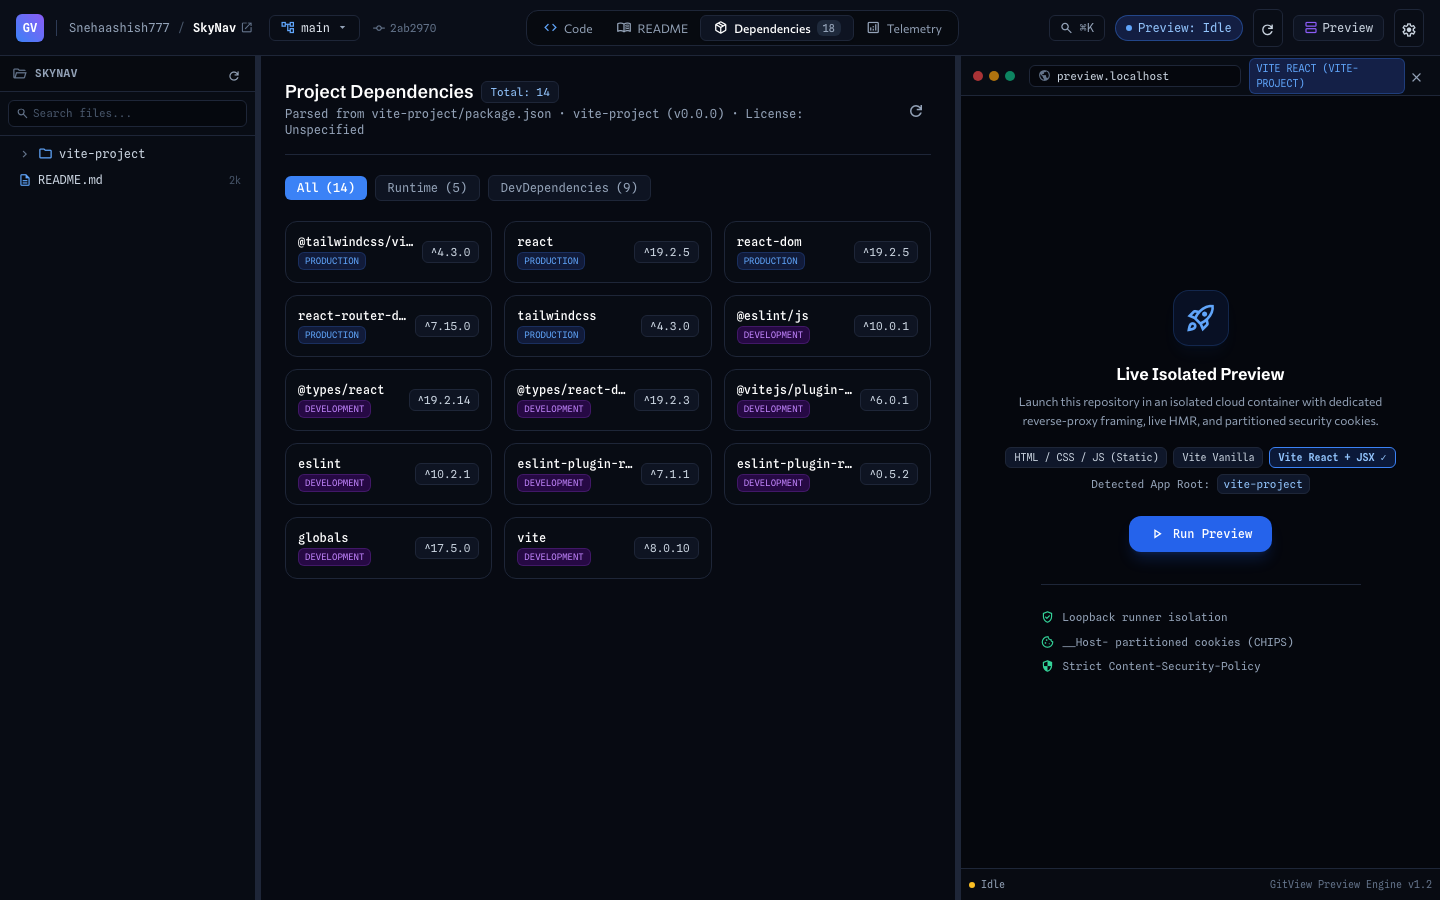 GV Snehaashish777 / SkyNav main 2ab2970 Code README Dependencies 18 Telemetry ⌘K Preview: Idle Preview
SKYNAV
Search files...
vite-project
README.md 2k
Project Dependencies Total: 14
Parsed from vite-project/package.json · vite-project (v0.0.0) · License:
Unspecified
All (14) Runtime (5) DevDependencies (9)
@tailwindcss/vi… ^4.3.0
PRODUCTION
react ^19.2.5
PRODUCTION
react-dom ^19.2.5
PRODUCTION
react-router-d… ^7.15.0
PRODUCTION
tailwindcss ^4.3.0
PRODUCTION
@eslint/js ^10.0.1
DEVELOPMENT
@types/react ^19.2.14
DEVELOPMENT
@types/react-d… ^19.2.3
DEVELOPMENT
@vitejs/plugin-… ^6.0.1
DEVELOPMENT
eslint ^10.2.1
DEVELOPMENT
eslint-plugin-r… ^7.1.1
DEVELOPMENT
eslint-plugin-r… ^0.5.2
DEVELOPMENT
globals ^17.5.0
DEVELOPMENT
vite ^8.0.10
DEVELOPMENT
preview.localhost
VITE REACT (VITE-
PROJECT)
Live Isolated Preview
Launch this repository in an isolated cloud container with dedicated
reverse-proxy framing, live HMR, and partitioned security cookies.
HTML / CSS / JS (Static) Vite Vanilla Vite React + JSX ✓
Detected App Root: vite-project
Run Preview
Loopback runner isolation
__Host- partitioned cookies (CHIPS)
Strict Content-Security-Policy
Idle GitView Preview Engine v1.2